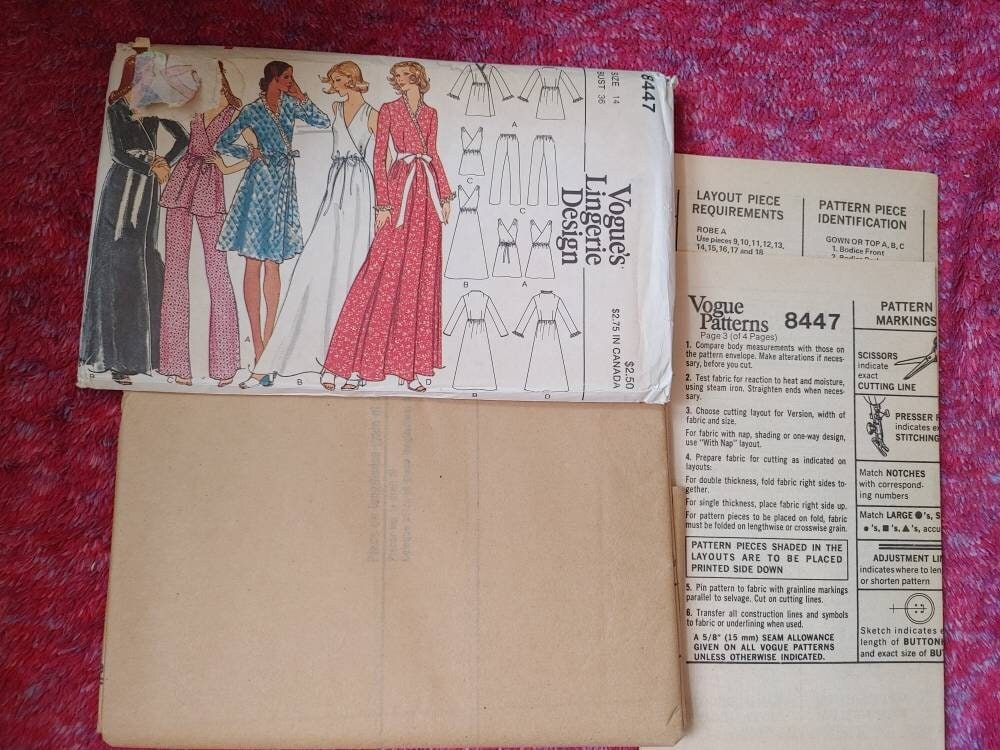 8447
SIZE 14
BUST 36
Vogue's
Lingerie
Design
$2.50
$2.75 IN CANADA
A
C
C
B
A
B
D
B
C
A
B
D
LAYOUT PIECE
REQUIREMENTS
ROBE A
Use pieces 9,10,11,12,13,
14,15,16,17 and 18
PATTERN PIECE
IDENTIFICATION
GOWN OR TOP A, B, C
1. Bodice Front
Vogue
Patterns 8447
Page 3 (of 4 Pages)
1. Compare body measurements with those on
the pattern envelope. Make alterations if neces-
sary, before you cut.
2. Test fabric for reaction to heat and moisture,
using steam iron. Straighten ends when neces-
sary.
3. Choose cutting layout for Version, width of
fabric and size.
For fabric with nap, shading or one-way design,
use "With Nap" layout.
4. Prepare fabric for cutting as indicated on
layouts:
For double thickness, fold fabric right sides to-
gether.
For single thickness, place fabric right side up.
For pattern pieces to be placed on fold, fabric
must be folded on lengthwise or crosswise grain.
PATTERN PIECES SHADED IN THE
LAYOUTS ARE TO BE PLACED
PRINTED SIDE DOWN
5. Pin pattern to fabric with grainline markings
parallel to selvage. Cut on cutting lines.
6. Transfer all construction lines and symbols
to fabric or underlining when used.
A 5/8" (15 mm) SEAM ALLOWANCE
GIVEN ON ALL VOGUE PATTERNS
UNLESS OTHERWISE INDICATED.
PATTERN
MARKINGS
SCISSORS
indicate
exact
CUTTING LINE
PRESSER F
indicates ex
STITCHING
Match NOTCHES
with correspond-
ing numbers
Match LARGE ●'s, S
●'s, ■'s, ▲'s, accu
ADJUSTMENT LIN
indicates where to len
or shorten pattern
Sketch indicates e
length of BUTTON
and exact size of BU